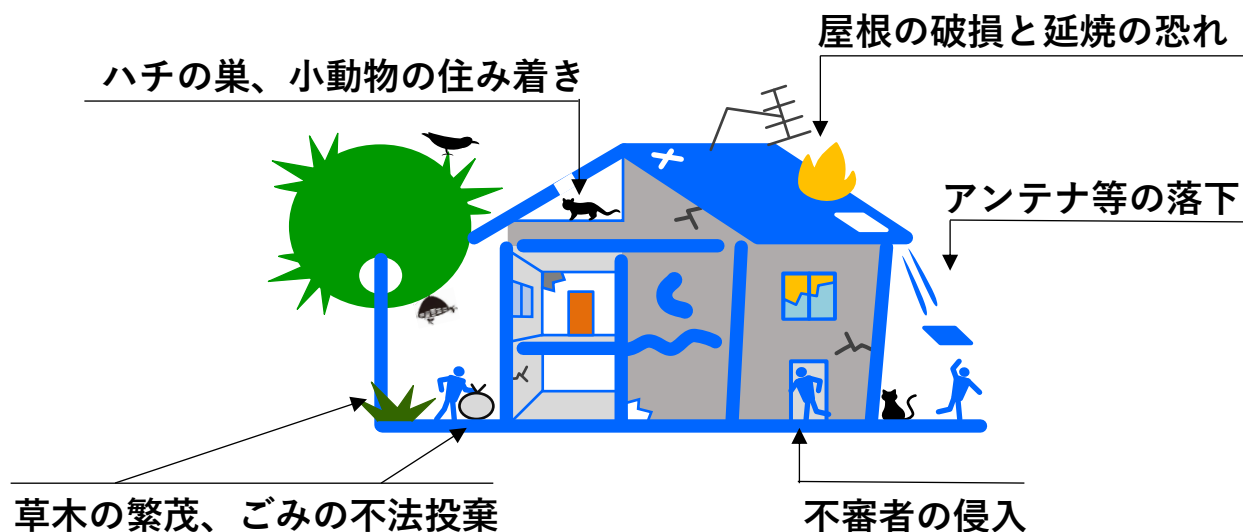 屋根の破損と延焼の恐れ
ハチの巣、小動物の住み着き
アンテナ等の落下
草木の繁茂、ごみの不法投棄
不審者の侵入